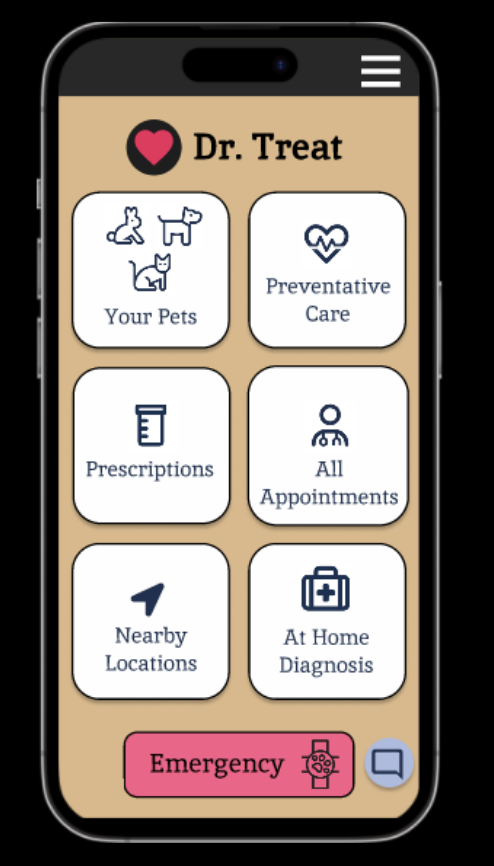 Dr. Treat
Your Pets
Preventative
Care
Prescriptions
All
Appointments
Nearby
Locations
At Home
Diagnosis
Emergency